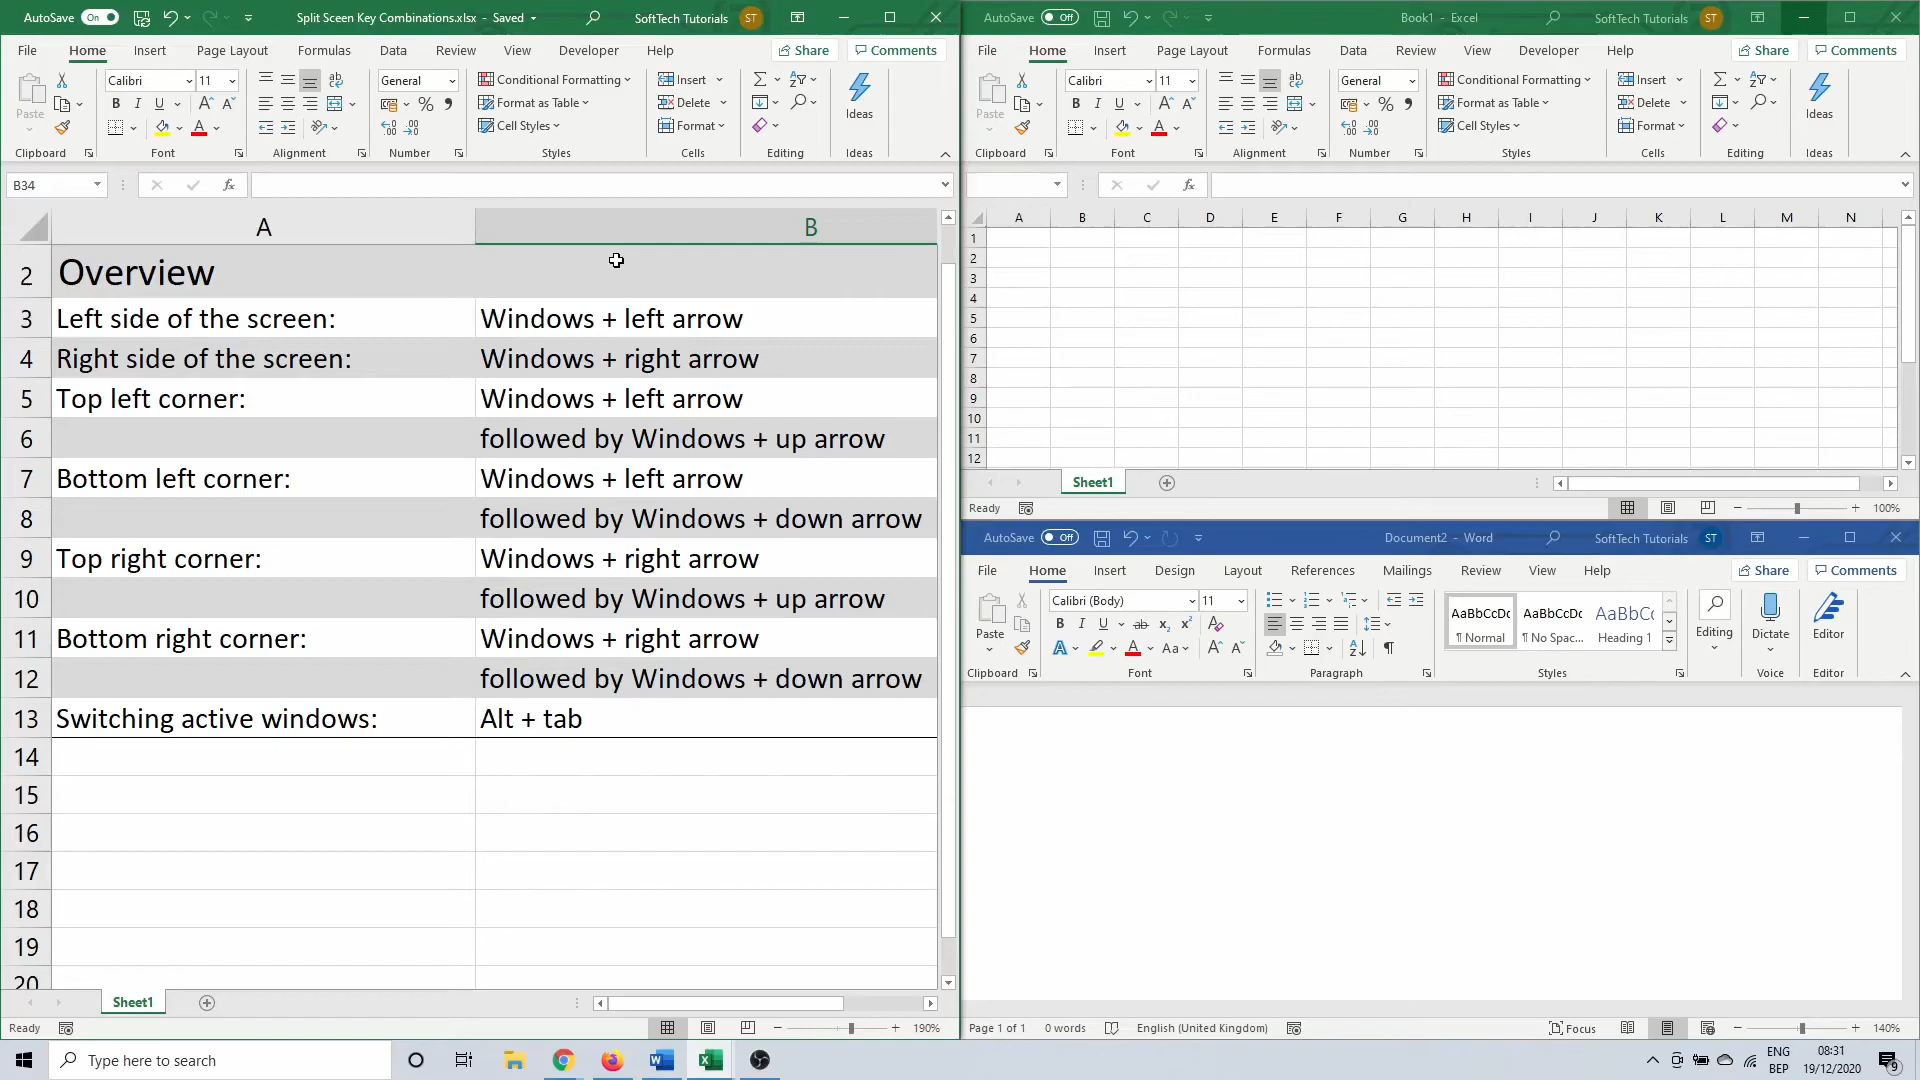 AutoSave On Split Sceen Key Combinations.xlsx - Saved SoftTech Tutorials ST
File Home Insert Page Layout Formulas Data Review View Developer Help Share Comments
Paste
Calibri 11
B I U
General
% 9
Conditional Formatting
Format as Table
Cell Styles
Insert
Delete
Format
Ideas
Clipboard Font Alignment Number Styles Cells Editing Ideas
B34 fx
A B
2 Overview
3 Left side of the screen: Windows + left arrow
4 Right side of the screen: Windows + right arrow
5 Top left corner: Windows + left arrow
6 followed by Windows + up arrow
7 Bottom left corner: Windows + left arrow
8 followed by Windows + down arrow
9 Top right corner: Windows + right arrow
10 followed by Windows + up arrow
11 Bottom right corner: Windows + right arrow
12 followed by Windows + down arrow
13 Switching active windows: Alt + tab
14
15
16
17
18
19
20
Sheet1
Ready 190%
AutoSave Off Book1 - Excel SoftTech Tutorials ST
File Home Insert Page Layout Formulas Data Review View Developer Help Share Comments
Paste
Calibri 11
B I U
General
% 9
Conditional Formatting
Format as Table
Cell Styles
Insert
Delete
Format
Ideas
Clipboard Font Alignment Number Styles Cells Editing Ideas
fx
A B C D E F G H I J K L M N
1
2
3
4
5
6
7
8
9
10
11
12
Sheet1
Ready 100%
AutoSave Off Document2 - Word SoftTech Tutorials ST
File Home Insert Design Layout References Mailings Review View Help Share Comments
Paste
Calibri (Body) 11
B I U ab x₂ x²
A A Aa A A
AaBbCcDc AaBbCcDc AaBbCc
¶ Normal ¶ No Spac... Heading 1
Editing
Dictate
Editor
Clipboard Font Paragraph Styles Voice Editor
Page 1 of 1 0 words English (United Kingdom) Focus 140%
Type here to search
ENG
BEP
08:31
19/12/2020
9